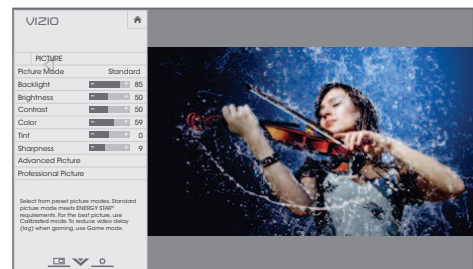 VIZIO
PICTURE
Picture Mode Standard
Backlight 85
Brightness 50
Contrast 50
Color 59
Tint 0
Sharpness 9
Advanced Picture
Professional Picture
Select from preset picture modes. Standard
picture mode meets ENERGY STAR®
requirements. For the best picture, use
Calibrated mode. To reduce video delay
(lag) when gaming, use Game mode.